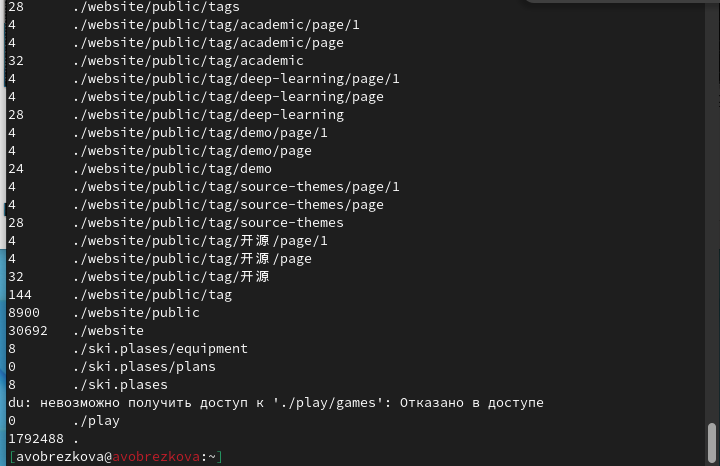 28 ./website/public/tags
4 ./website/public/tag/academic/page/1
4 ./website/public/tag/academic/page
32 ./website/public/tag/academic
4 ./website/public/tag/deep-learning/page/1
4 ./website/public/tag/deep-learning/page
28 ./website/public/tag/deep-learning
4 ./website/public/tag/demo/page/1
4 ./website/public/tag/demo/page
24 ./website/public/tag/demo
4 ./website/public/tag/source-themes/page/1
4 ./website/public/tag/source-themes/page
28 ./website/public/tag/source-themes
4 ./website/public/tag/开源/page/1
4 ./website/public/tag/开源/page
32 ./website/public/tag/开源
144 ./website/public/tag
8900 ./website/public
30692 ./website
8 ./ski.plases/equipment
0 ./ski.plases/plans
8 ./ski.plases
du: невозможно получить доступ к './play/games': Отказано в доступе
0 ./play
1792488 .
[avobrezkova@avobrezkova:~]